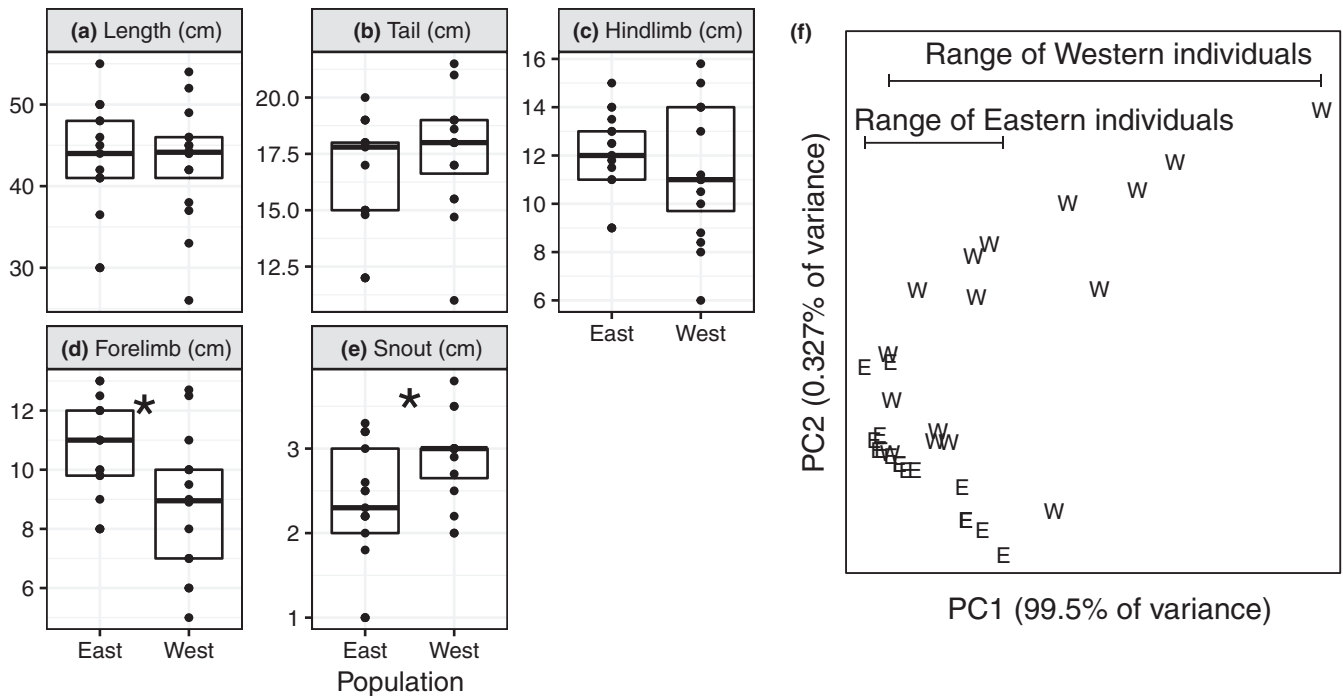 (a) Length (cm)
50
40
30
(b) Tail (cm)
20.0
17.5
15.0
12.5
(c) Hindlimb (cm)
16
14
12
10
8
6
East West
(d) Forelimb (cm)
12
10
8
6
East West
*
(e) Snout (cm)
3
2
1
East West
*
Population
(f)
Range of Western individuals
Range of Eastern individuals
W
W
W
W
W
W
W
W
W
W
E
E
W
W
W
W
E
E
E
W
W
E
E
E
E
E
W
E
E
E
PC2 (0.327% of variance)
PC1 (99.5% of variance)